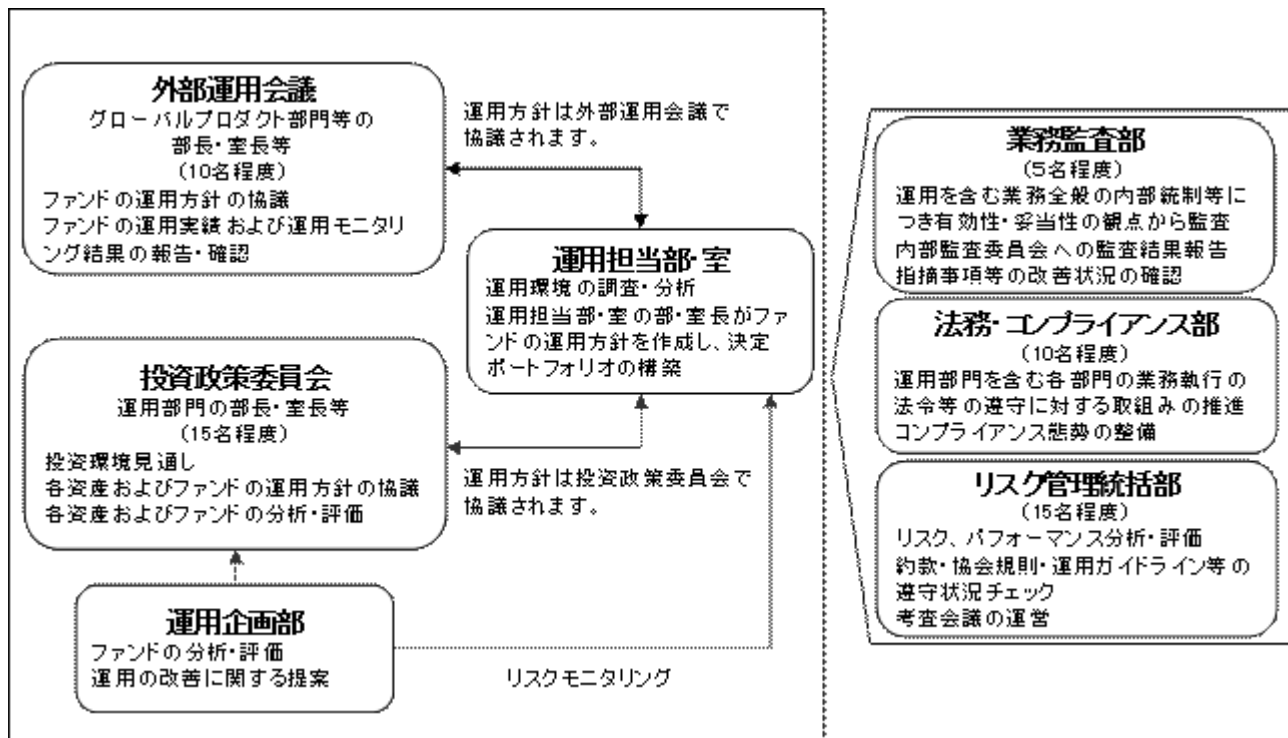 外部運用会議
グローバルプロダクト部門等の
部長・室長等
(10名程度)
ファンドの運用方針の協議
ファンドの運用実績および運用モニタリ
ング結果の報告・確認
運用方針は外部運用会議で
協議されます。
運用担当部・室
運用環境の調査・分析
運用担当部・室の部・室長がファ
ンドの運用方針を作成し、決定
ポートフォリオの構築
投資政策委員会
運用部門の部長・室長等
(15名程度)
投資環境見通し
各資産およびファンドの運用方針の協議
各資産およびファンドの分析・評価
運用方針は投資政策委員会で
協議されます。
運用企画部
ファンドの分析・評価
運用の改善に関する提案
リスクモニタリング
業務監査部
(5名程度)
運用を含む業務全般の内部統制等に
つき有効性・妥当性の観点から監査
内部監査委員会への監査結果報告
指摘事項等の改善状況の確認
法務・コンプライアンス部
(10名程度)
運用部門を含む各部門の業務執行の
法令等の遵守に対する取組みの推進
コンプライアンス態勢の整備
リスク管理統括部
(15名程度)
リスク、パフォーマンス分析・評価
約款・協会規則・運用ガイドライン等の
遵守状況チェック
考査会議の運営